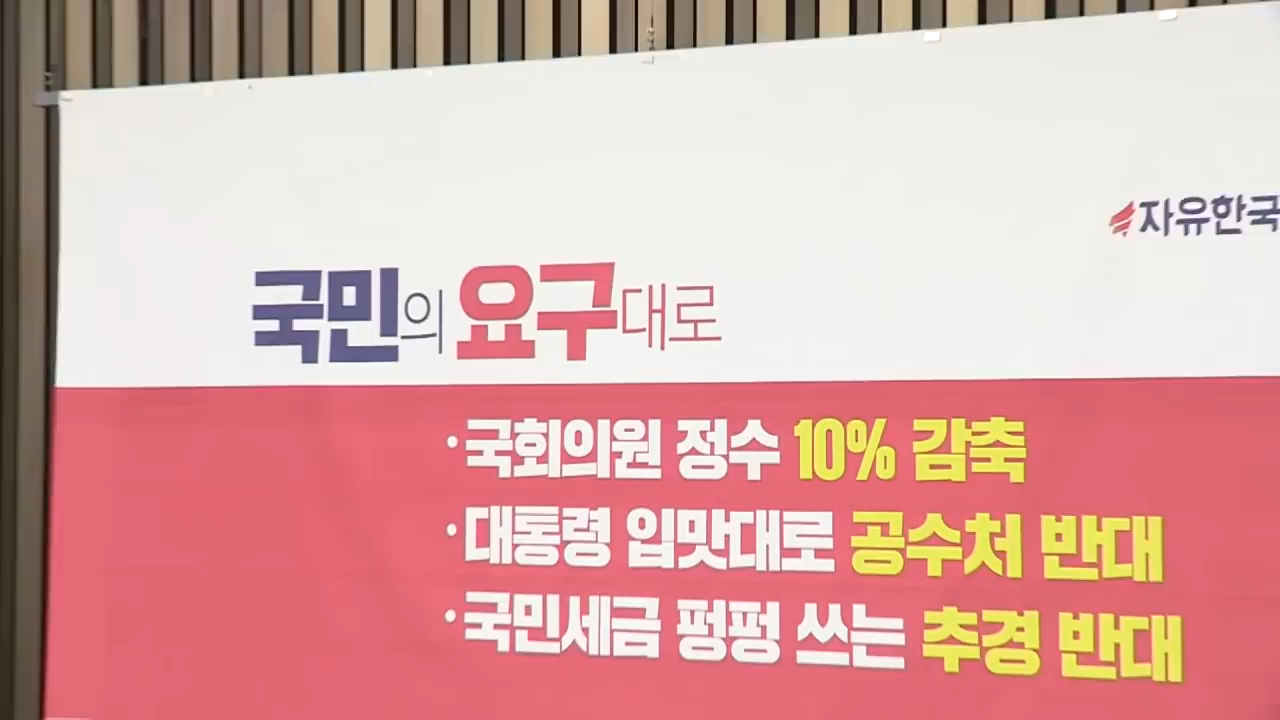 자유한국
국민의 요구대로
·국회의원 정수 10% 감축
·대통령 입맛대로 공수처 반대
·국민세금 펑펑 쓰는 추경 반대